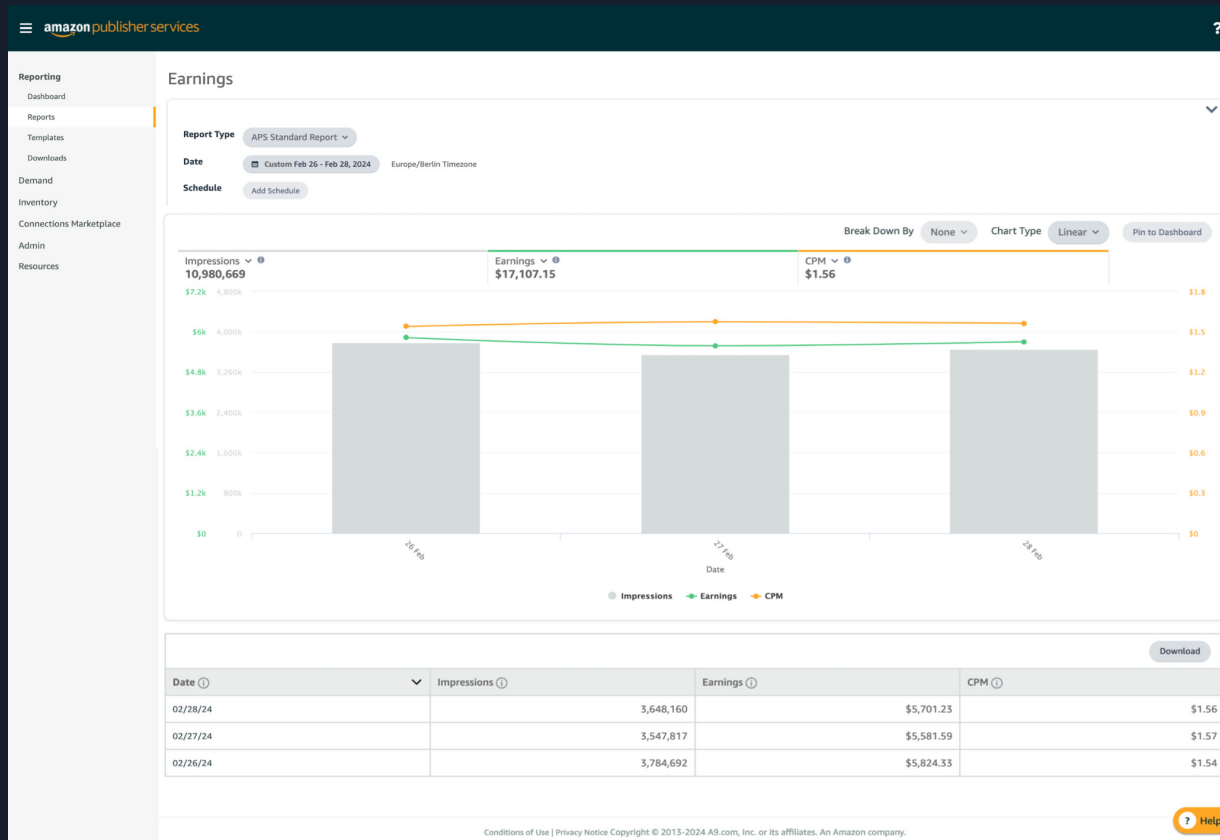 amazon publisher services
?
Reporting
Dashboard
Reports
Templates
Downloads
Demand
Inventory
Connections Marketplace
Admin
Resources
Earnings
Report Type APS Standard Report
Date Custom Feb 26 - Feb 28, 2024 Europe/Berlin Timezone
Schedule Add Schedule
Break Down By None Chart Type Linear Pin to Dashboard
Impressions Earnings CPM
10,980,669 $17,107.15 $1.56
$7.2k 4,800k $1.8
$6k 4,000k $1.5
$4.8k 3,200k $1.2
$3.6k 2,400k $0.9
$2.4k 1,600k $0.6
$1.2k 800k $0.3
$0 0 $0
26 Feb 27 Feb 28 Feb
Date
Impressions Earnings CPM
Download
Date Impressions Earnings CPM
02/28/24 3,648,160 $5,701.23 $1.56
02/27/24 3,547,817 $5,581.59 $1.57
02/26/24 3,784,692 $5,824.33 $1.54
? Help
Conditions of Use | Privacy Notice Copyright © 2013-2024 A9.com, Inc. or its affiliates. An Amazon company.